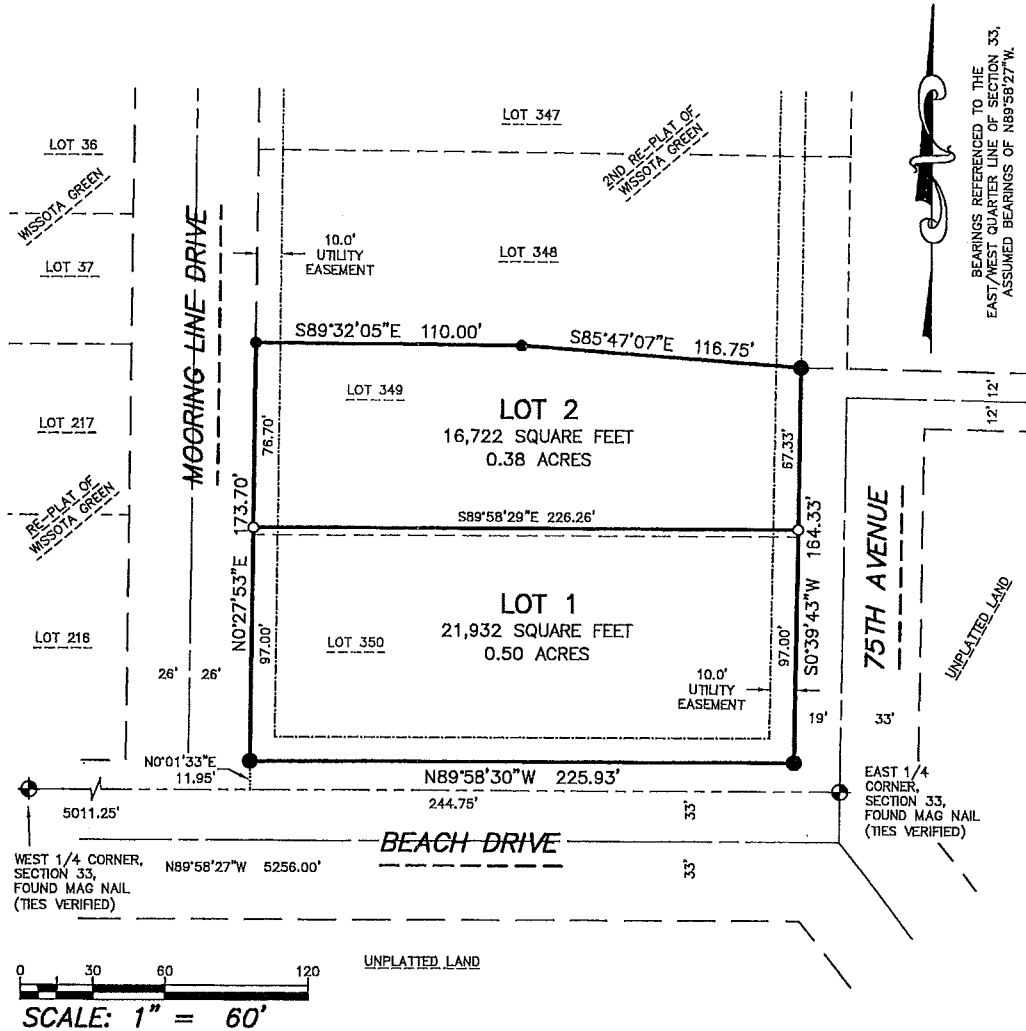 LOT 347
LOT 36
WISSOTA GREEN
2ND RE-PLAT OF
WISSOTA GREEN
BEARINGS REFERENCED TO THE
EAST/WEST QUARTER LINE OF SECTION 33,
ASSUMED BEARINGS OF N89°58'27"W.
MOORING LINE DRIVE
10.0'
UTILITY
EASEMENT
LOT 348
LOT 37
S89°32'05"E 110.00'
S85°47'07"E 116.75'
12' 12'
LOT 349
LOT 2
16,722 SQUARE FEET
0.38 ACRES
76.70'
67.33'
LOT 217
RE-PLAT OF
WISSOTA GREEN
S89°58'29"E 226.26'
N0°27'53"E 173.70'
S0°39'43"W 164.33'
75TH AVENUE
LOT 1
21,932 SQUARE FEET
0.50 ACRES
LOT 216
LOT 350
97.00'
97.00'
UNPLATTED LAND
26' 26'
10.0'
UTILITY
EASEMENT
19' 33'
N0°01'33"E
11.95'
N89°58'30"W 225.93'
5011.25'
244.75'
33'
EAST 1/4
CORNER,
SECTION 33,
FOUND MAG NAIL
(TIES VERIFIED)
BEACH DRIVE
WEST 1/4 CORNER,
SECTION 33,
FOUND MAG NAIL
(TIES VERIFIED)
N89°58'27"W 5256.00'
33'
UNPLATTED LAND
0 30 60 120
SCALE: 1" = 60'